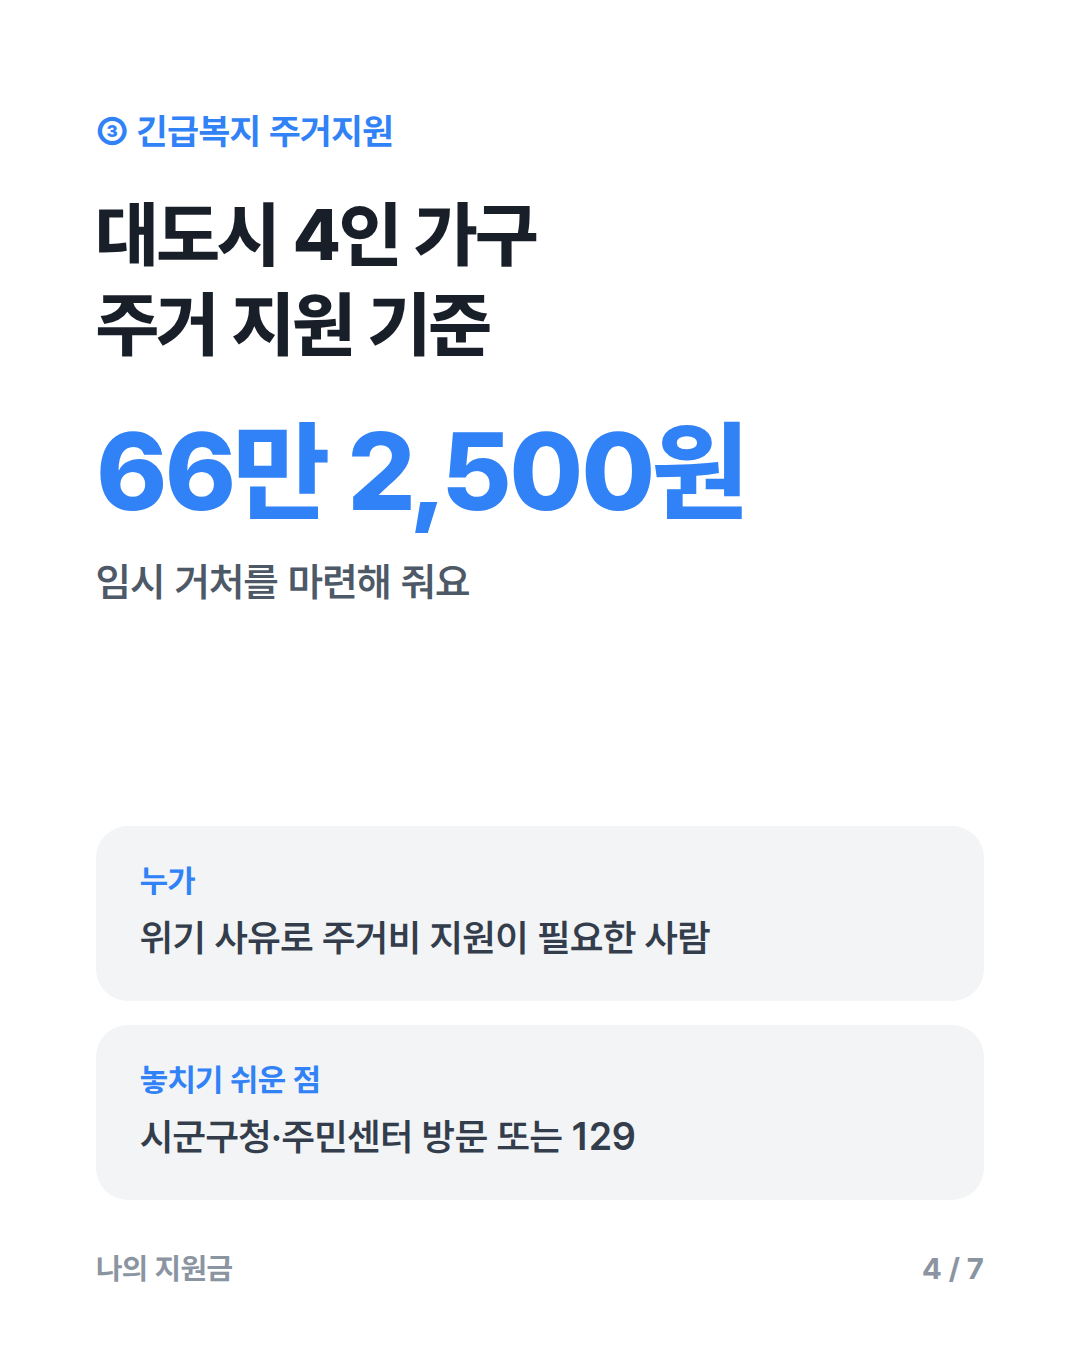 ③ 긴급복지 주거지원
대도시 4인 가구
주거 지원 기준
66만 2,500원
임시 거처를 마련해 줘요
누가
위기 사유로 주거비 지원이 필요한 사람
놓치기 쉬운 점
시군구청·주민센터 방문 또는 129
나의 지원금
4 / 7